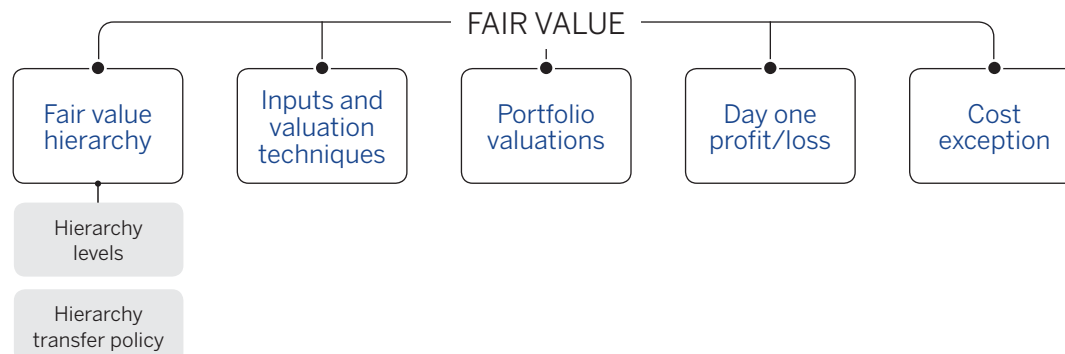 FAIR VALUE
Fair value
hierarchy
Inputs and
valuation
techniques
Portfolio
valuations
Day one
profit/loss
Cost
exception
Hierarchy
levels
Hierarchy
transfer policy